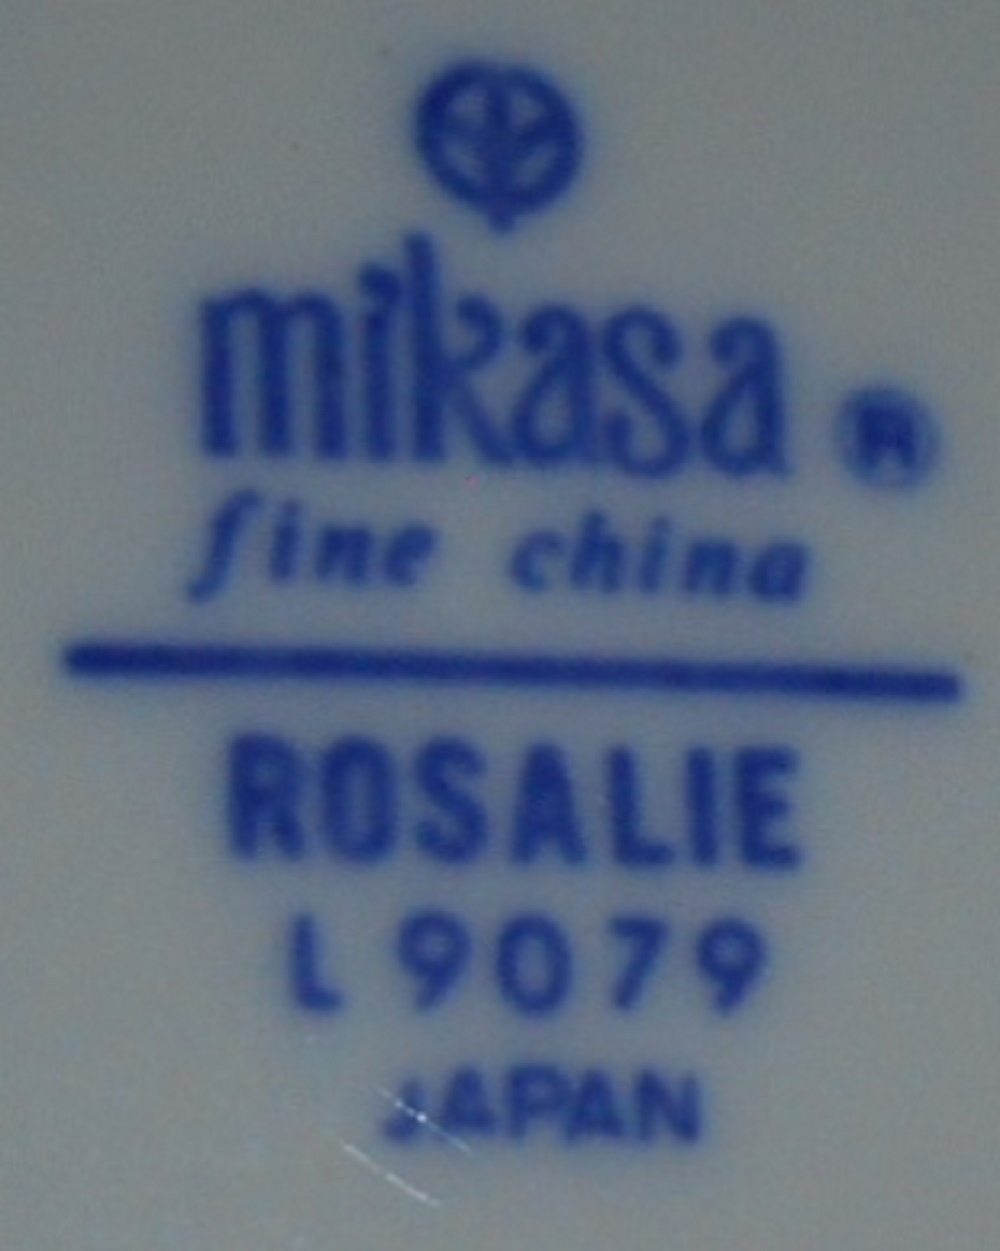 mikasa ®
fine china
ROSALIE
L 9079
JAPAN